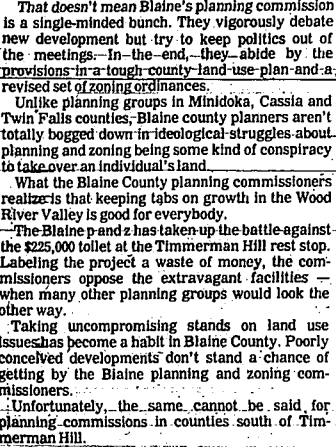 That doesn't mean Blaine's planning commission
is a single-minded bunch. They vigorously debate
new development but try to keep politics out of
the meetings. In the end, they abide by the
provisions in a tough county land use plan and a
revised set of zoning ordinances.
Unlike planning groups in Minidoka, Cassia and
Twin Falls counties, Blaine county planners aren't
totally bogged down in ideological struggles about
planning and zoning being some kind of conspiracy
to take over an individual's land.
What the Blaine County planning commissioners
realize is that keeping tabs on growth in the Wood
River Valley is good for everybody.
The Blaine p and z has taken up the battle against
the $225,000 toilet at the Timmerman Hill rest stop.
Labeling the project a waste of money, the com-
missioners oppose the extravagant facilities —
when many other planning groups would look the
other way.
Taking uncompromising stands on land use
issues has become a habit in Blaine County. Poorly
conceived developments don't stand a chance of
getting by the Blaine planning and zoning com-
missioners.
Unfortunately, the same cannot be said for
planning commissions in counties south of Tim-
merman Hill.